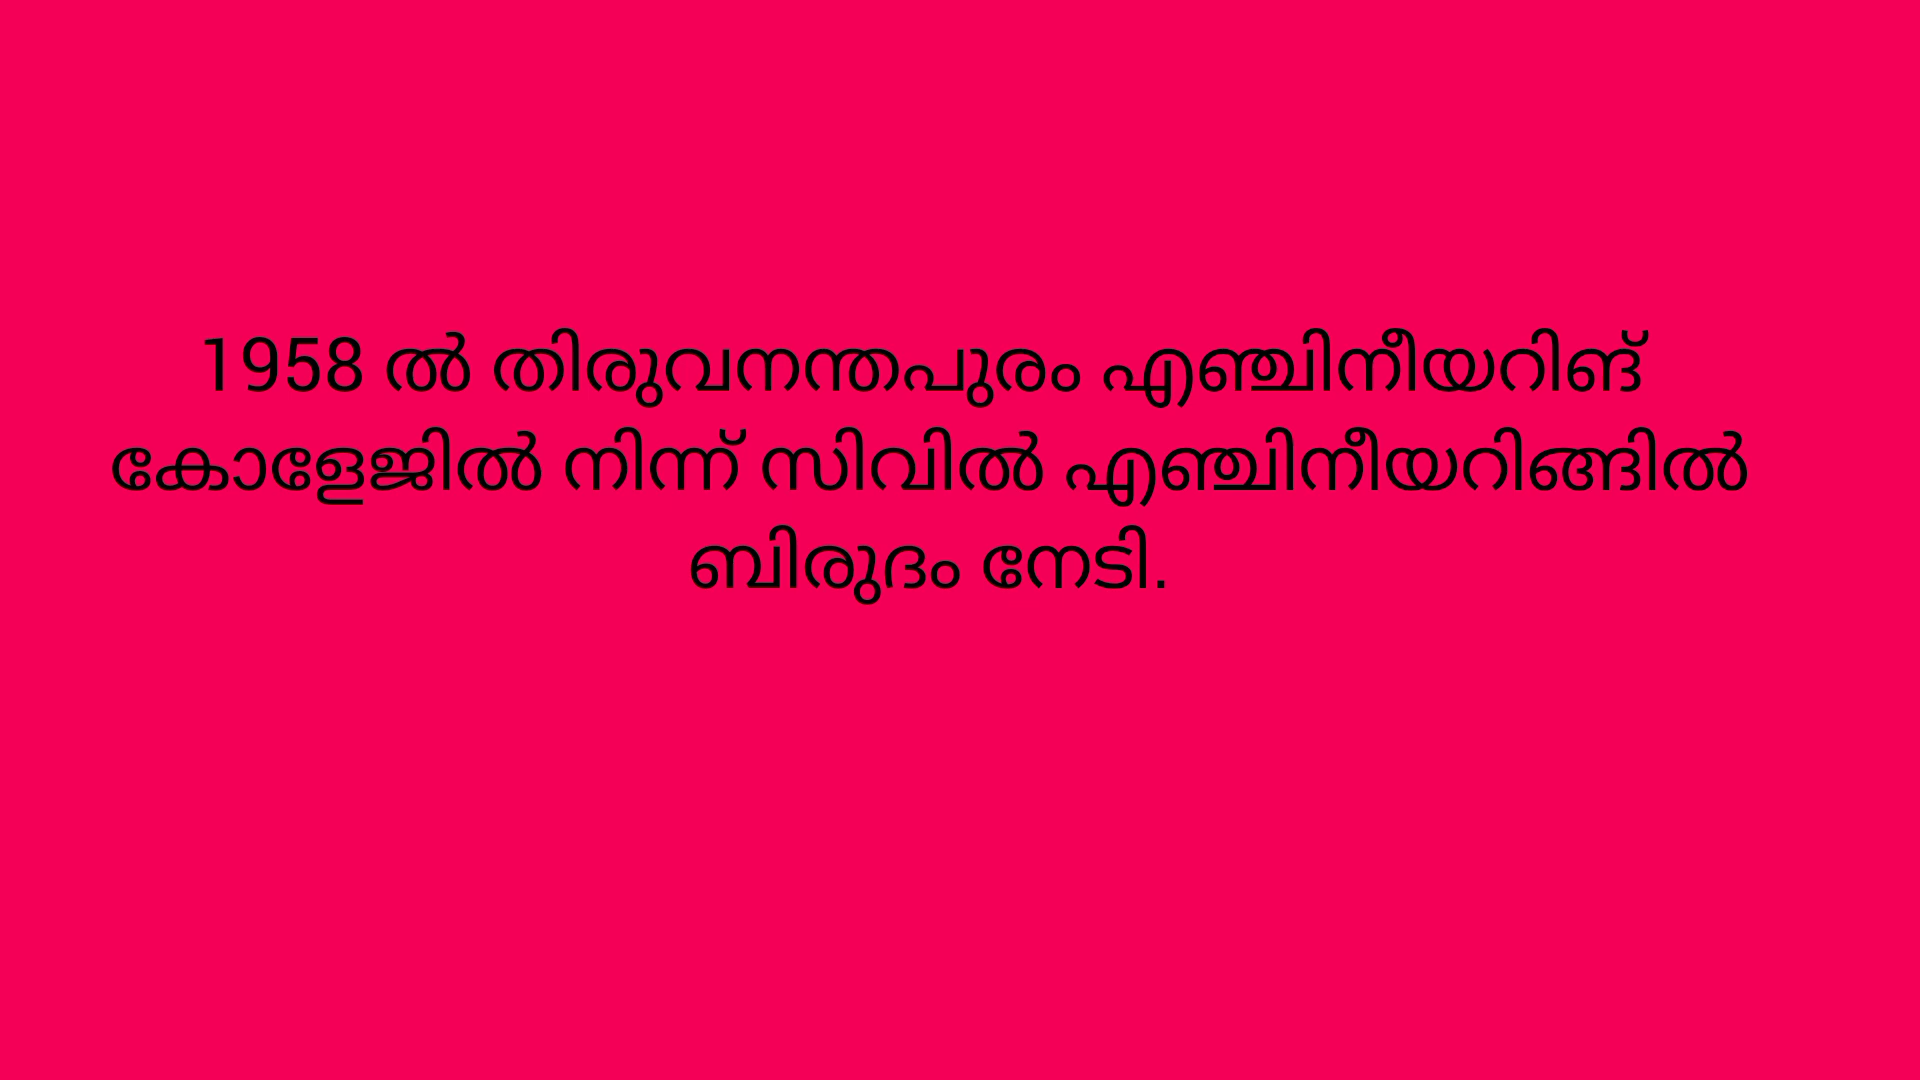 1958 ൽ തിരുവനന്തപുരം എഞ്ചിനീയറിങ്
കോളേജിൽ നിന്ന് സിവിൽ എഞ്ചിനീയറിങ്ങിൽ
ബിരുദം നേടി.